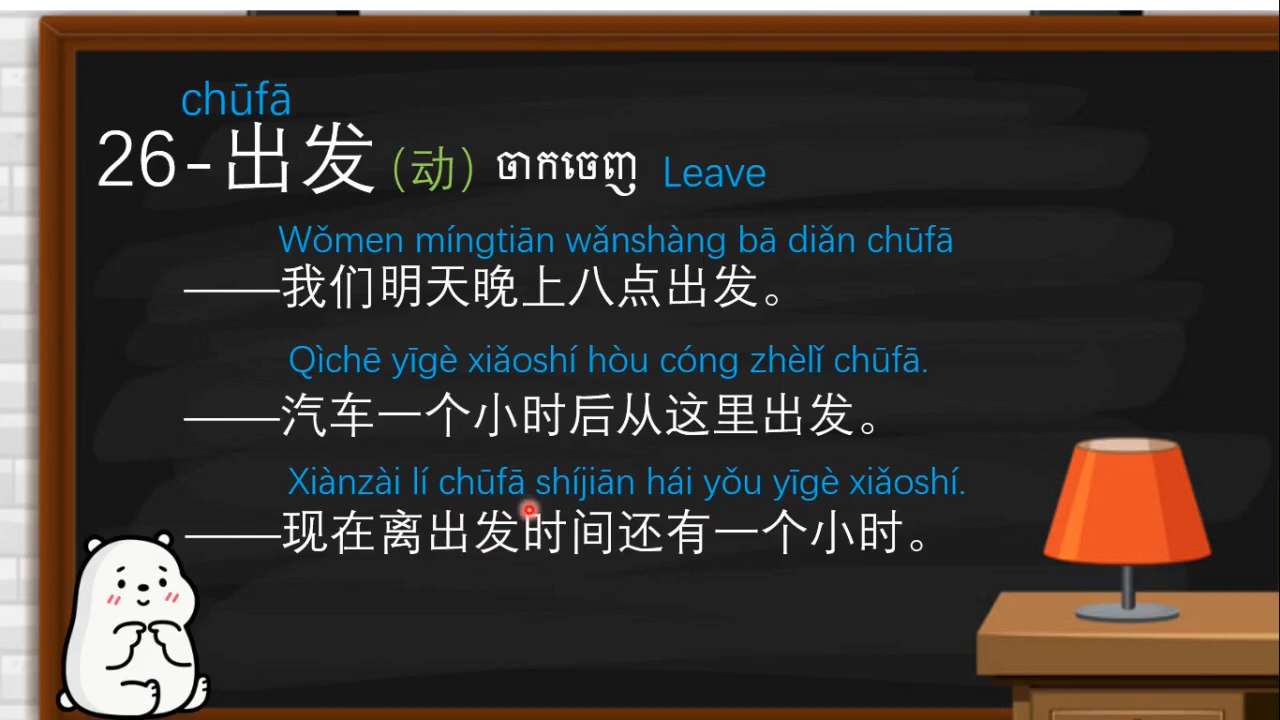 chūfā
26-出发 (动) ចាកចេញ Leave
Wǒmen míngtiān wǎnshàng bā diǎn chūfā
——我们明天晚上八点出发。
Qìchē yīgè xiǎoshí hòu cóng zhèlǐ chūfā.
——汽车一个小时后从这里出发。
Xiànzài lí chūfā shíjiān hái yǒu yīgè xiǎoshí.
——现在离出发时间还有一个小时。